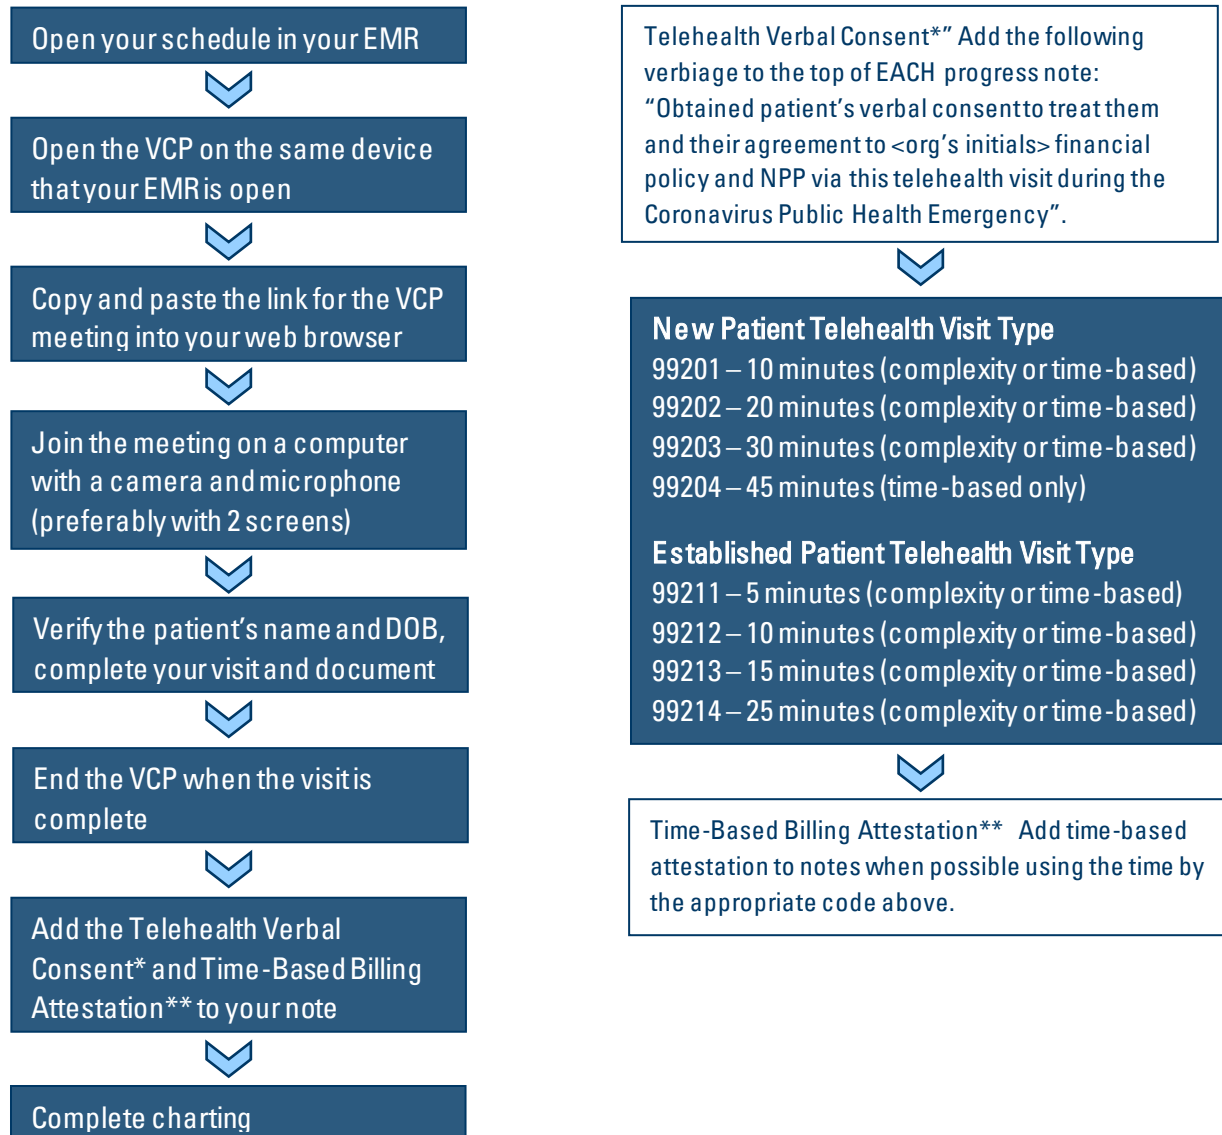 Open your schedule in your EMR
Open the VCP on the same device
that your EMR is open
Copy and paste the link for the VCP
meeting into your web browser
Join the meeting on a computer
with a camera and microphone
(preferably with 2 screens)
Verify the patient’s name and DOB,
complete your visit and document
End the VCP when the visit is
complete
Add the Telehealth Verbal
Consent* and Time-Based Billing
Attestation** to your note
Complete charting
Telehealth Verbal Consent*” Add the following
verbiage to the top of EACH progress note:
“Obtained patient’s verbal consent to treat them
and their agreement to <org’s initials> financial
policy and NPP via this telehealth visit during the
Coronavirus Public Health Emergency”.
New Patient Telehealth Visit Type
99201 – 10 minutes (complexity or time-based)
99202 – 20 minutes (complexity or time-based)
99203 – 30 minutes (complexity or time-based)
99204 – 45 minutes (time-based only)
Established Patient Telehealth Visit Type
99211 – 5 minutes (complexity or time-based)
99212 – 10 minutes (complexity or time-based)
99213 – 15 minutes (complexity or time-based)
99214 – 25 minutes (complexity or time-based)
Time-Based Billing Attestation** Add time-based
attestation to notes when possible using the time by
the appropriate code above.